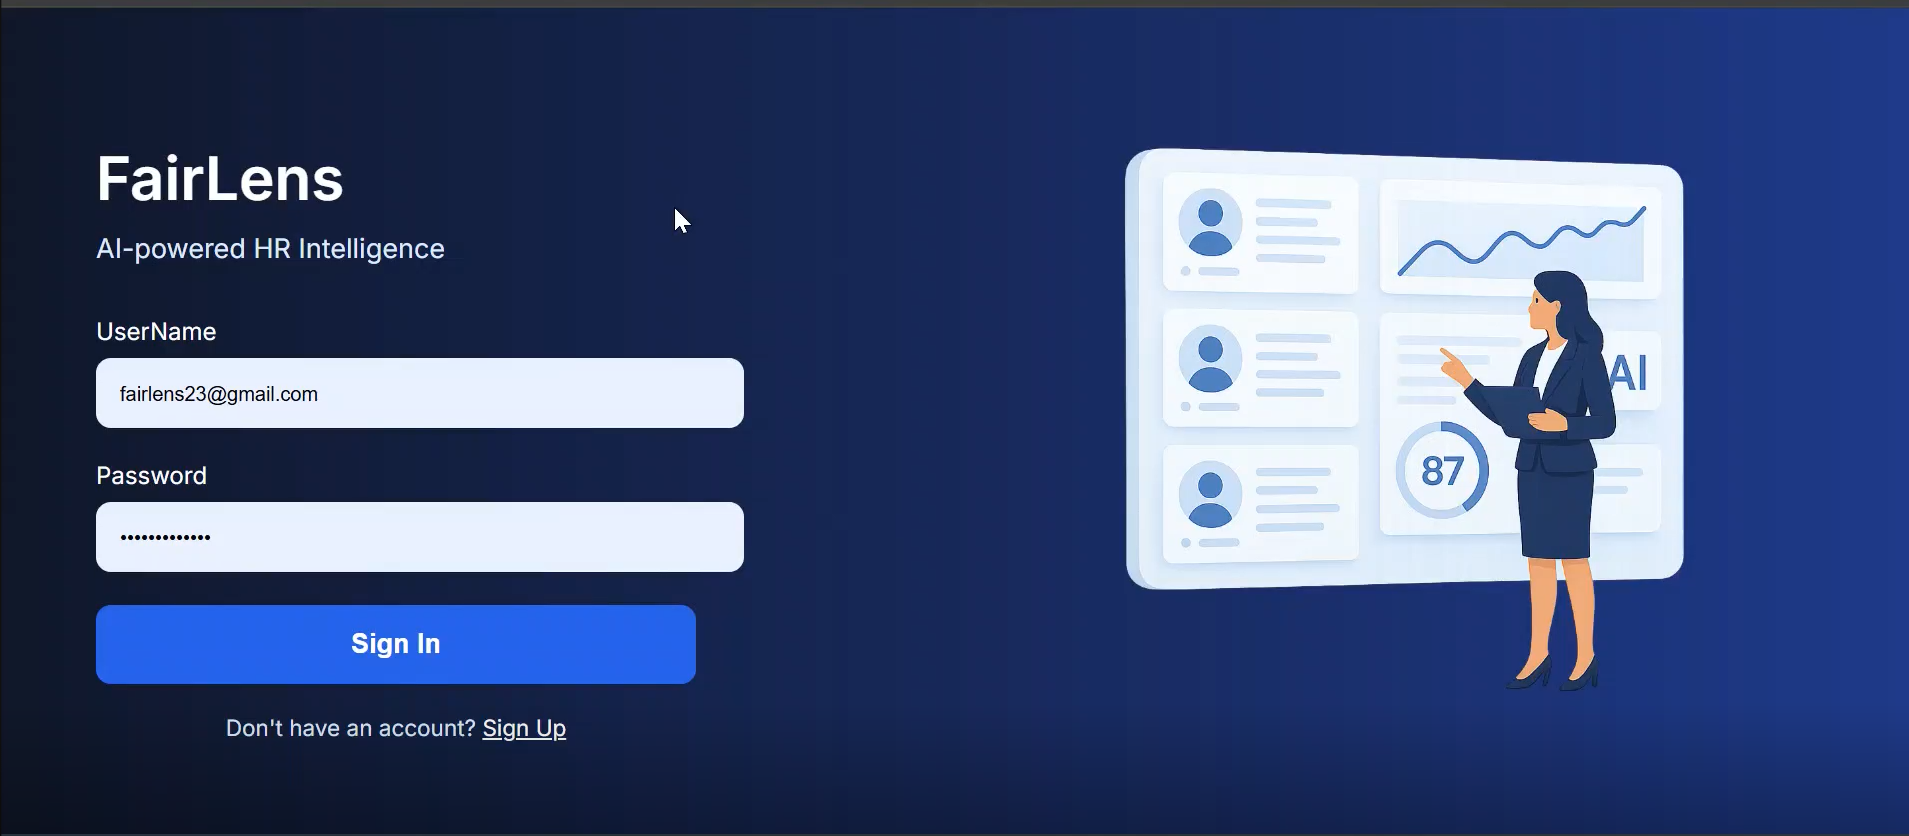 FairLens
AI-powered HR Intelligence
UserName
fairlens23@gmail.com
Password
•••••••••••••
Sign In
Don't have an account? Sign Up
AI
87